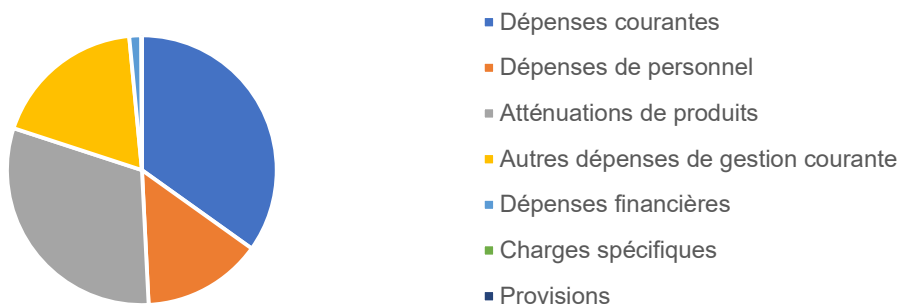 Dépenses courantes
Dépenses de personnel
Atténuations de produits
Autres dépenses de gestion courante
Dépenses financières
Charges spécifiques
Provisions